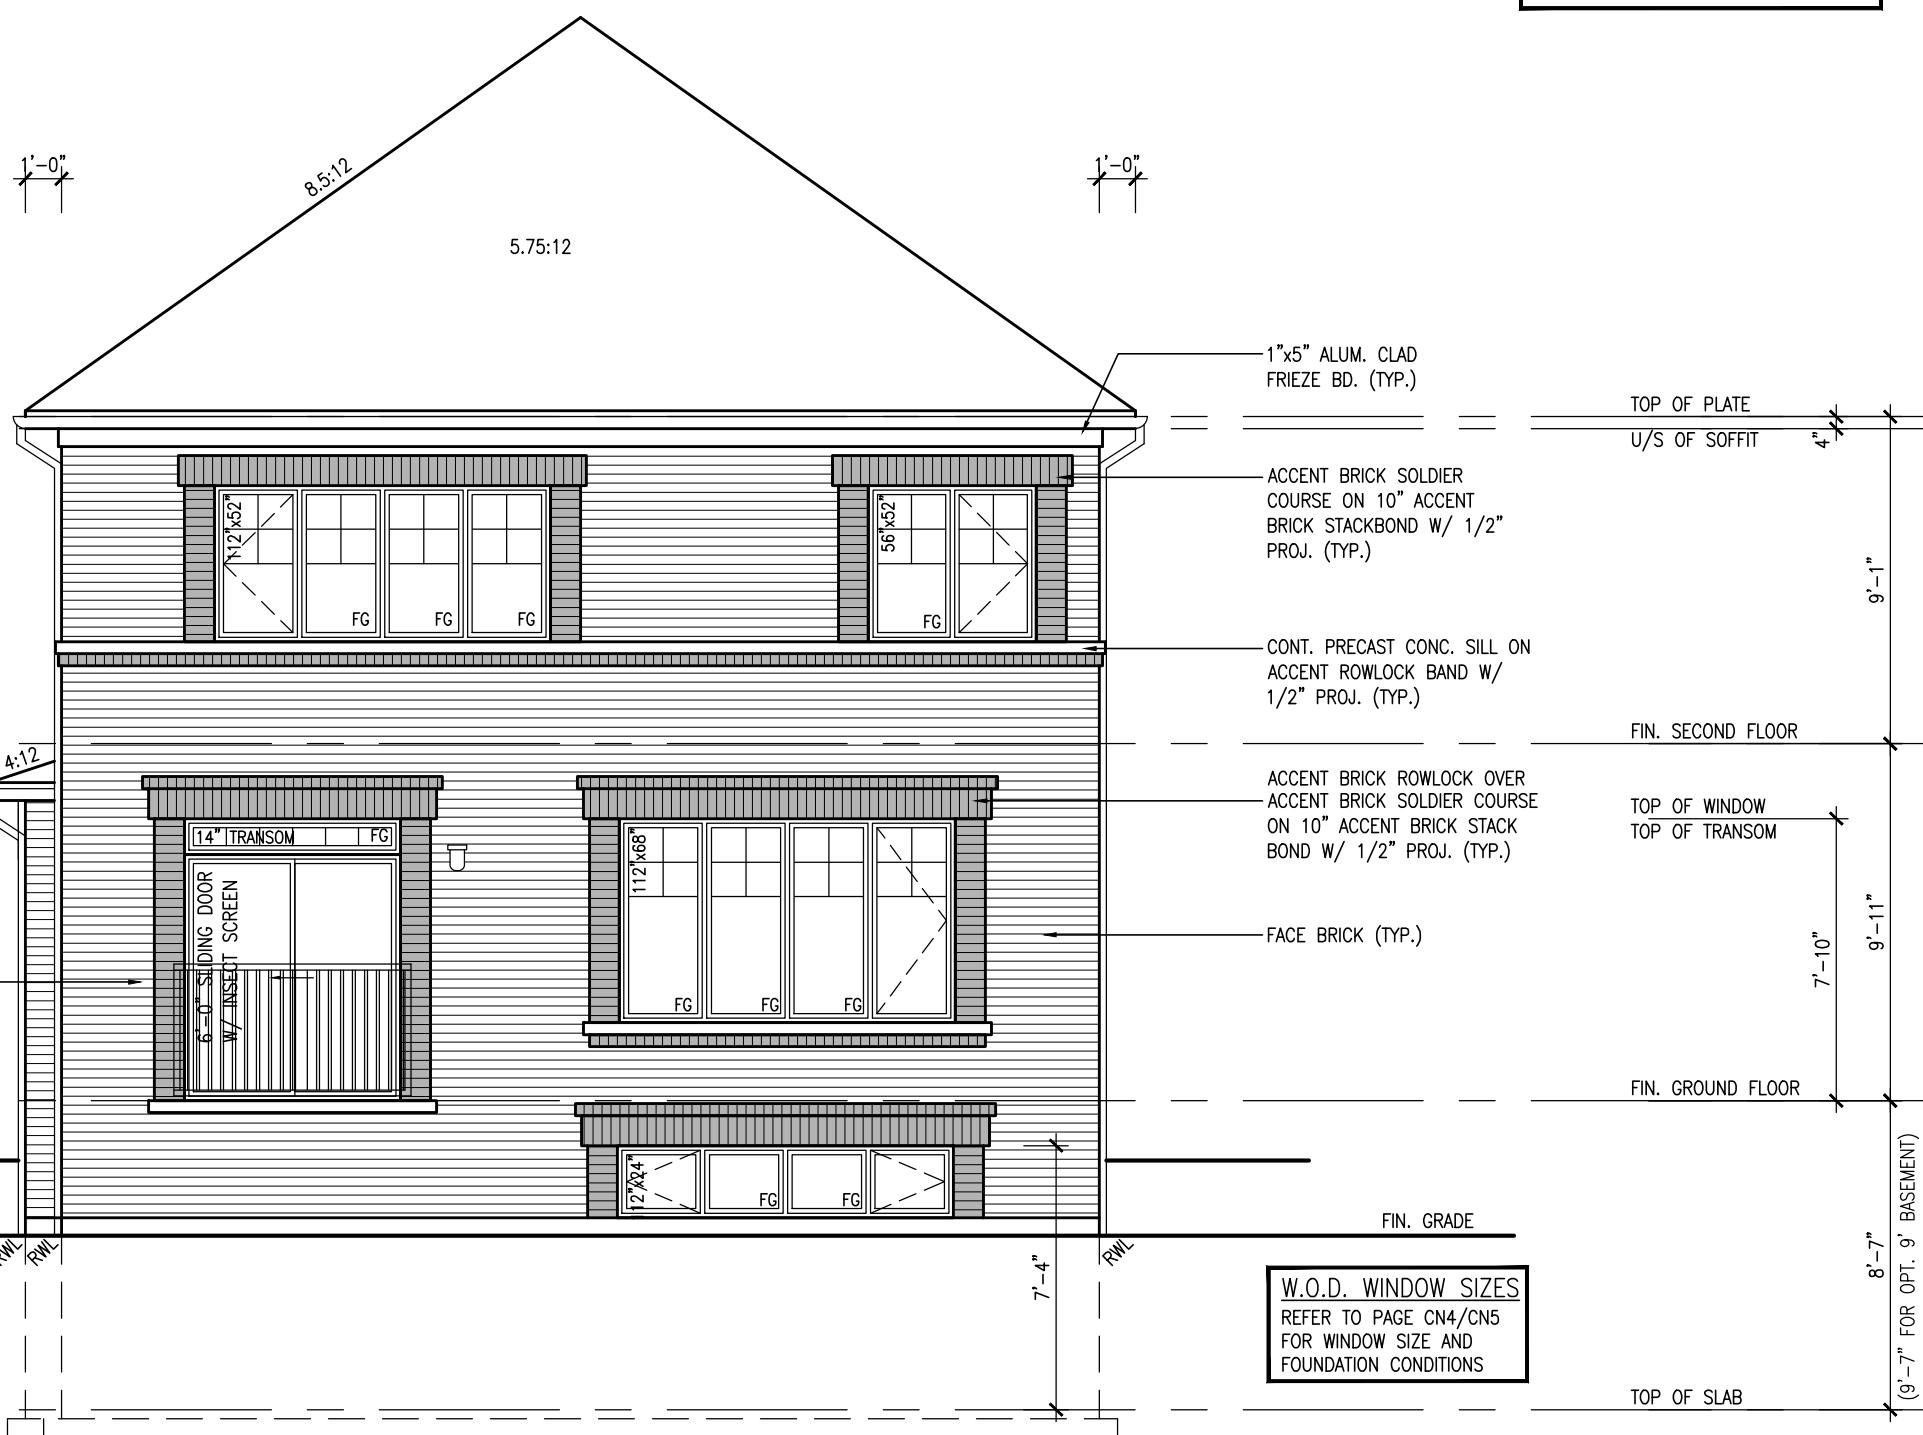 1'-0"
8.5:12
5.75:12
1'-0"
1"x5" ALUM. CLAD
FRIEZE BD. (TYP.)
TOP OF PLATE
U/S OF SOFFIT
4"
ACCENT BRICK SOLDIER
COURSE ON 10" ACCENT
BRICK STACKBOND W/ 1/2"
PROJ. (TYP.)
112"x52"
FG
FG
FG
56"x52"
FG
9'-1"
CONT. PRECAST CONC. SILL ON
ACCENT ROWLOCK BAND W/
1/2" PROJ. (TYP.)
FIN. SECOND FLOOR
4:12
ACCENT BRICK ROWLOCK OVER
ACCENT BRICK SOLDIER COURSE
ON 10" ACCENT BRICK STACK
BOND W/ 1/2" PROJ. (TYP.)
TOP OF WINDOW
TOP OF TRANSOM
14" TRANSOM FG
6'-0" SLIDING DOOR
W/ INSECT SCREEN
112"x68"
FG
FG
FG
FACE BRICK (TYP.)
7'-10"
9'-11"
FIN. GROUND FLOOR
112"x24"
FG
FG
FIN. GRADE
RWL
RWL
RWL
7'-4"
W.O.D. WINDOW SIZES
REFER TO PAGE CN4/CN5
FOR WINDOW SIZE AND
FOUNDATION CONDITIONS
8'-7"
(9'-7" FOR OPT. 9' BASEMENT)
TOP OF SLAB